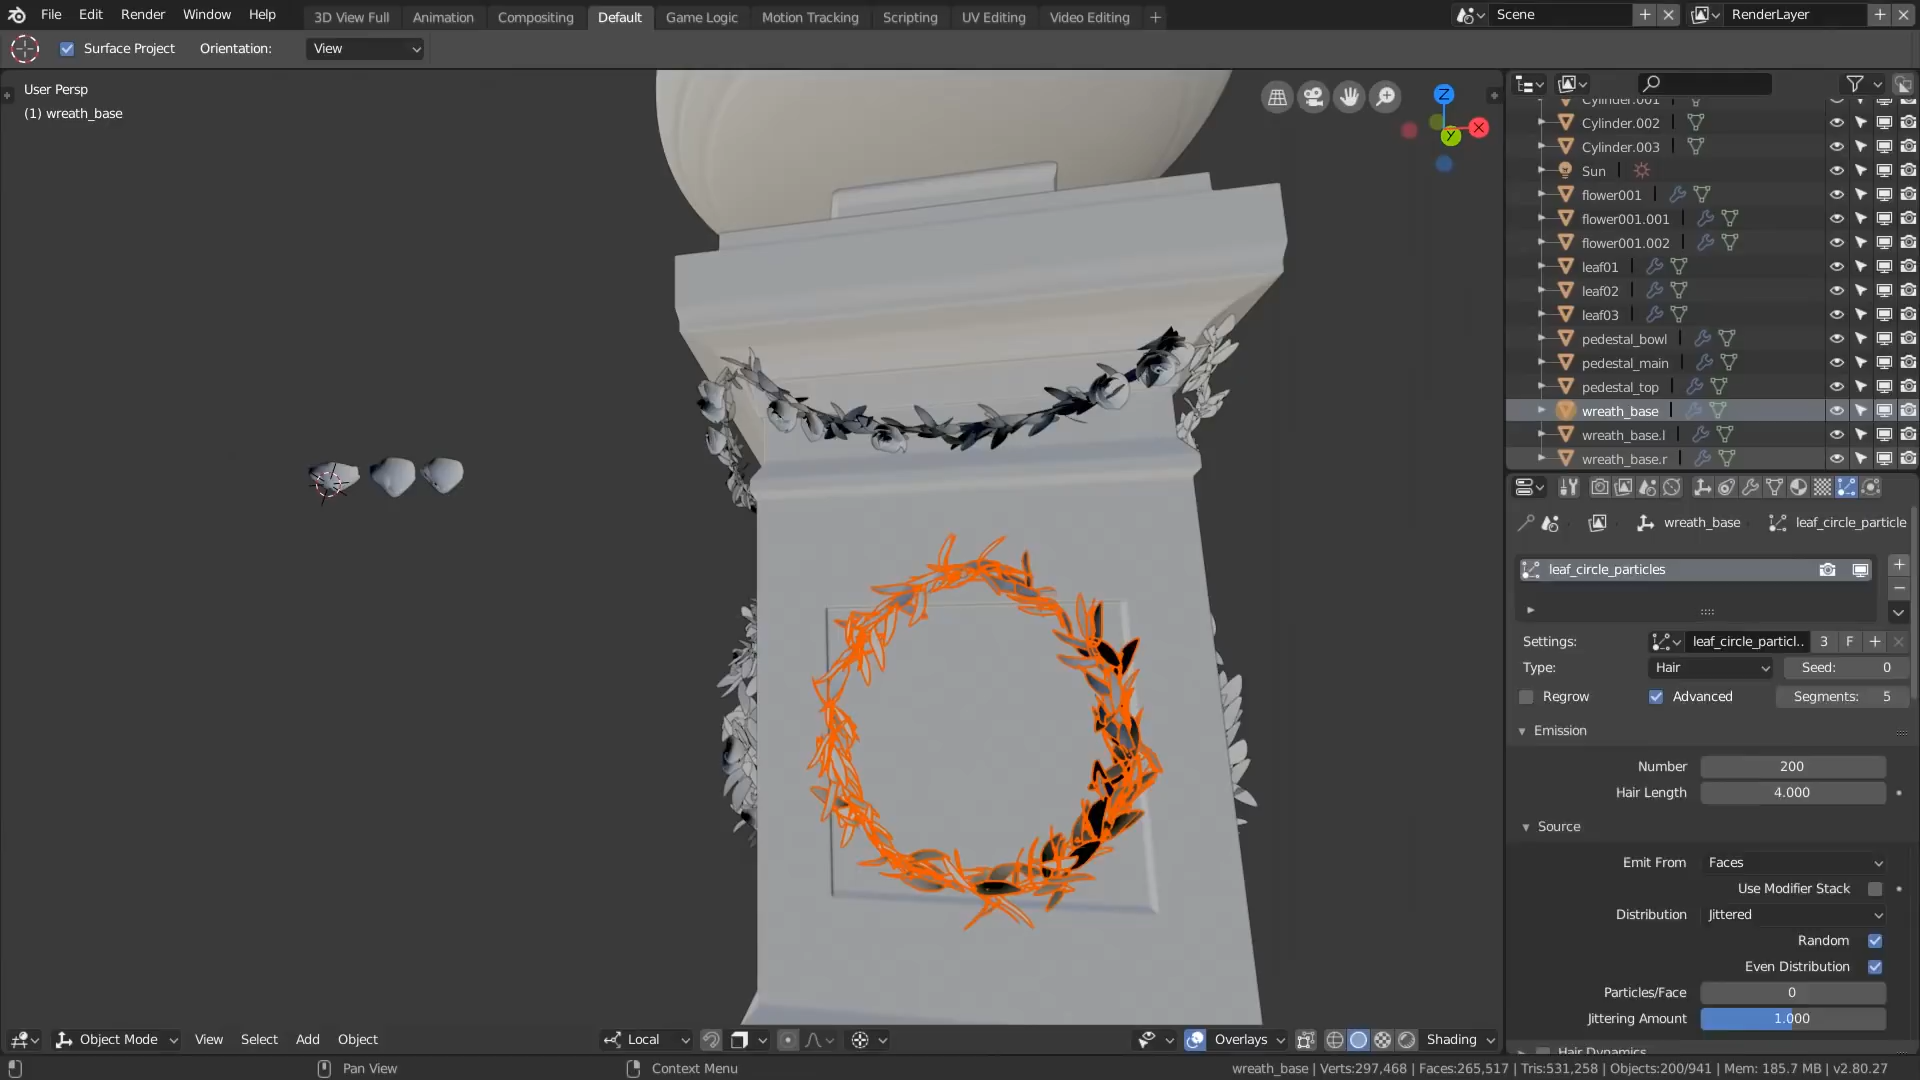 File Edit Render Window Help
3D View Full Animation Compositing Default Game Logic Motion Tracking Scripting UV Editing Video Editing +
Scene
RenderLayer
Surface Project Orientation: View
User Persp
(1) wreath_base
Z
X
Y
Cylinder.001
Cylinder.002
Cylinder.003
Sun
flower001
flower001.001
flower001.002
leaf01
leaf02
leaf03
pedestal_bowl
pedestal_main
pedestal_top
wreath_base
wreath_base.l
wreath_base.r
wreath_base leaf_circle_particle
leaf_circle_particles
Settings: leaf_circle_particl.. 3 F
Type: Hair Seed: 0
Regrow Advanced Segments: 5
Emission
Number 200
Hair Length 4.000
Source
Emit From Faces
Use Modifier Stack
Distribution Jittered
Random
Even Distribution
Particles/Face 0
Jittering Amount 1.000
Hair Dynamics
Object Mode View Select Add Object
Local
Overlays
Shading
Pan View
Context Menu
wreath_base | Verts:297,468 | Faces:265,517 | Tris:531,258 | Objects:200/941 | Mem: 185.7 MB | v2.80.27